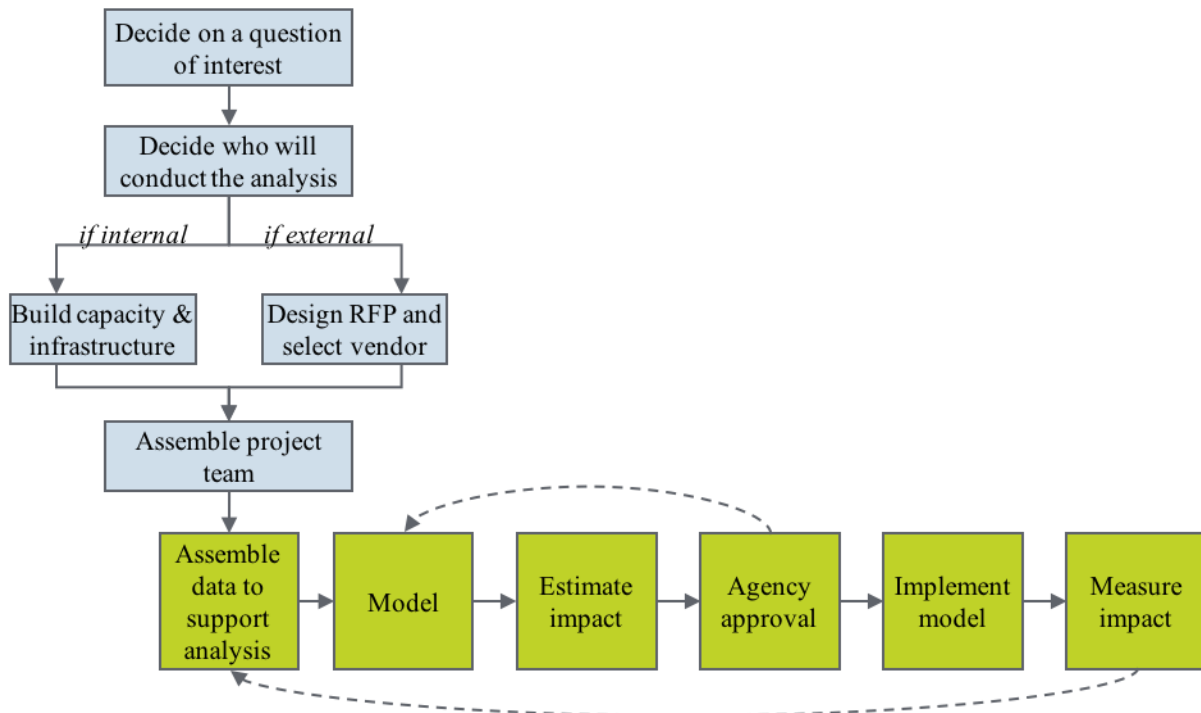 Decide on a question
of interest
Decide who will
conduct the analysis
if internal
if external
Build capacity &
infrastructure
Design RFP and
select vendor
Assemble project
team
Assemble
data to
support
analysis
Model
Estimate
impact
Agency
approval
Implement
model
Measure
impact